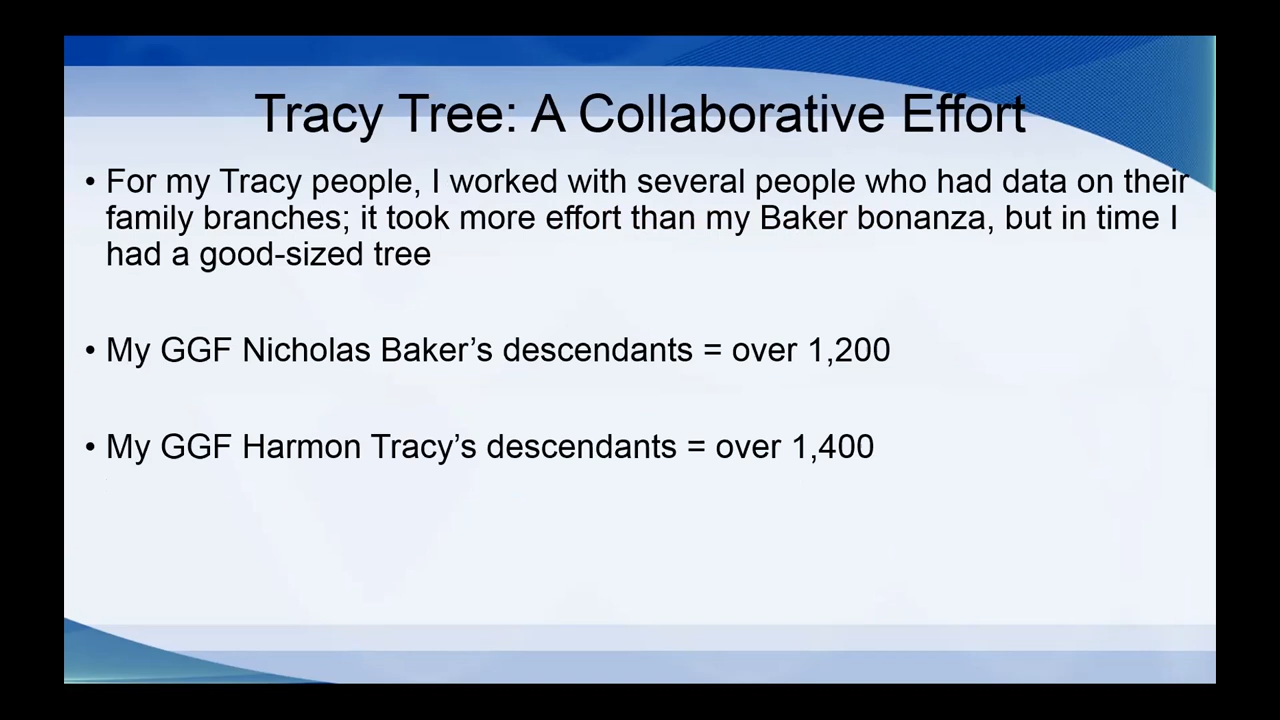 Tracy Tree: A Collaborative Effort
• For my Tracy people, I worked with several people who had data on their
family branches; it took more effort than my Baker bonanza, but in time I
had a good-sized tree
• My GGF Nicholas Baker’s descendants = over 1,200
• My GGF Harmon Tracy’s descendants = over 1,400